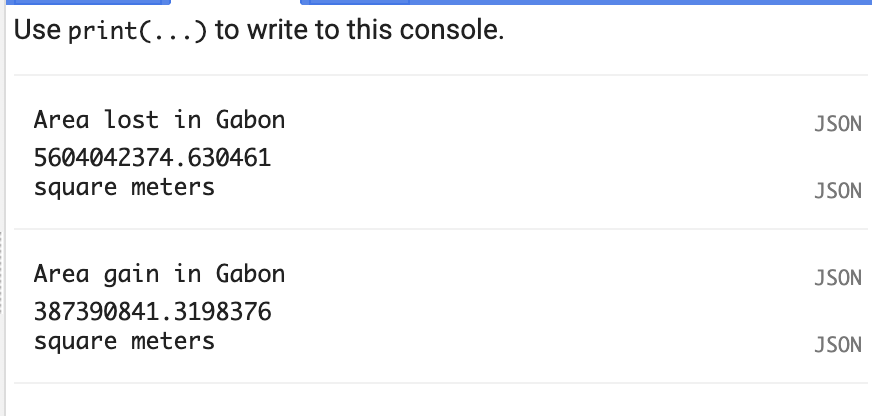 Use print(...) to write to this console.
Area lost in Gabon
JSON
5604042374.630461
square meters
JSON
Area gain in Gabon
JSON
387390841.3198376
square meters
JSON